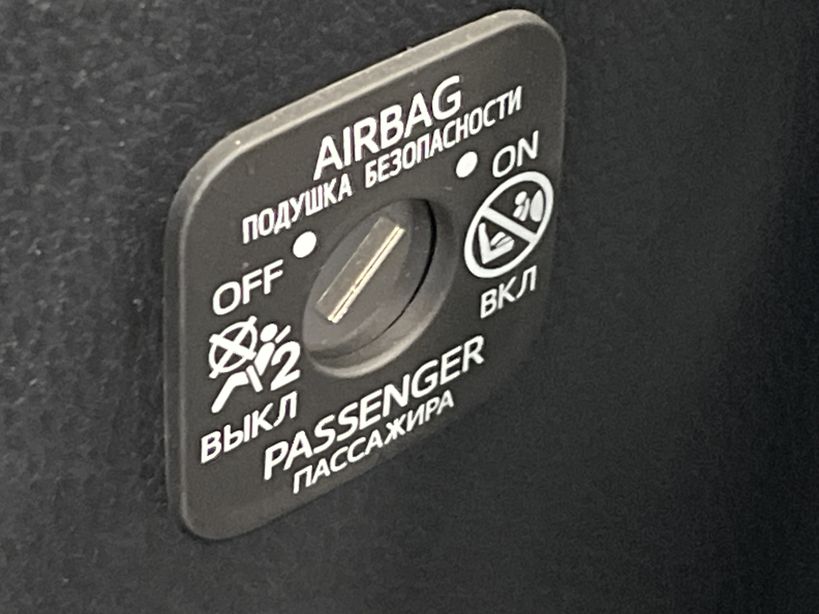 AIRBAG
ПОДУШКА БЕЗОПАСНОСТИ
OFF
ON
2
ВЫКЛ
ВКЛ
PASSENGER
ПАССАЖИРА